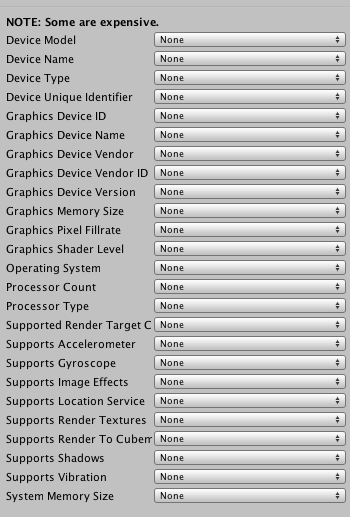 NOTE: Some are expensive.
Device Model None
Device Name None
Device Type None
Device Unique Identifier None
Graphics Device ID None
Graphics Device Name None
Graphics Device Vendor None
Graphics Device Vendor ID None
Graphics Device Version None
Graphics Memory Size None
Graphics Pixel Fillrate None
Graphics Shader Level None
Operating System None
Processor Count None
Processor Type None
Supported Render Target C None
Supports Accelerometer None
Supports Gyroscope None
Supports Image Effects None
Supports Location Service None
Supports Render Textures None
Supports Render To Cubem None
Supports Shadows None
Supports Vibration None
System Memory Size None